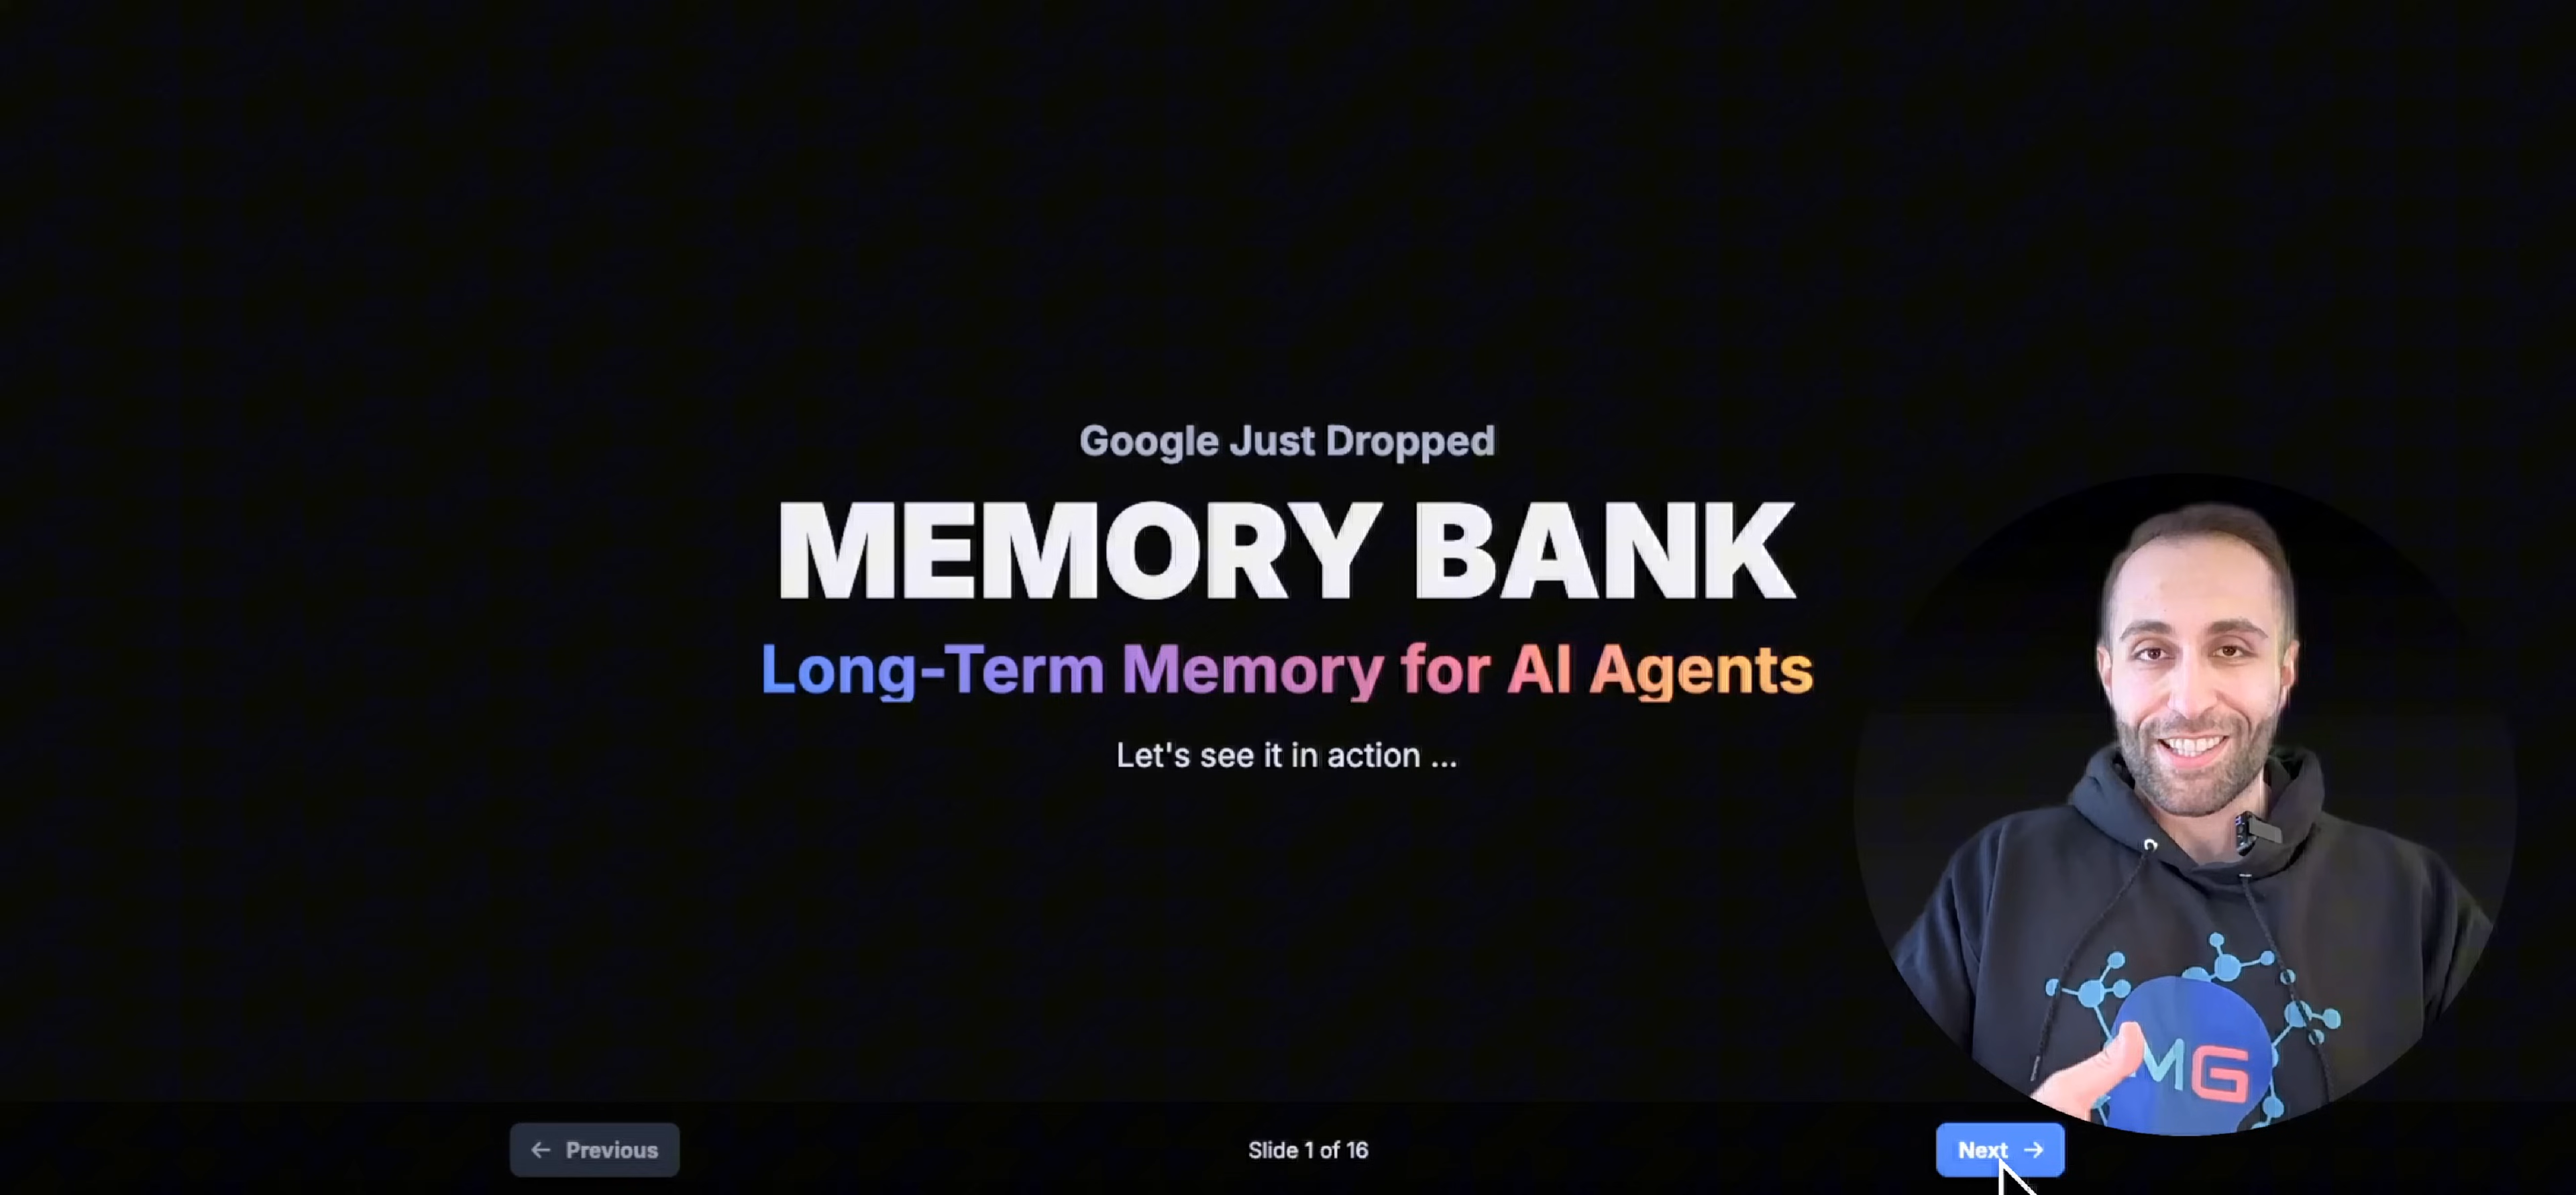 Google Just Dropped
MEMORY BANK
Long-Term Memory for AI Agents
Let's see it in action ...
MG
← Previous
Slide 1 of 16
Next →